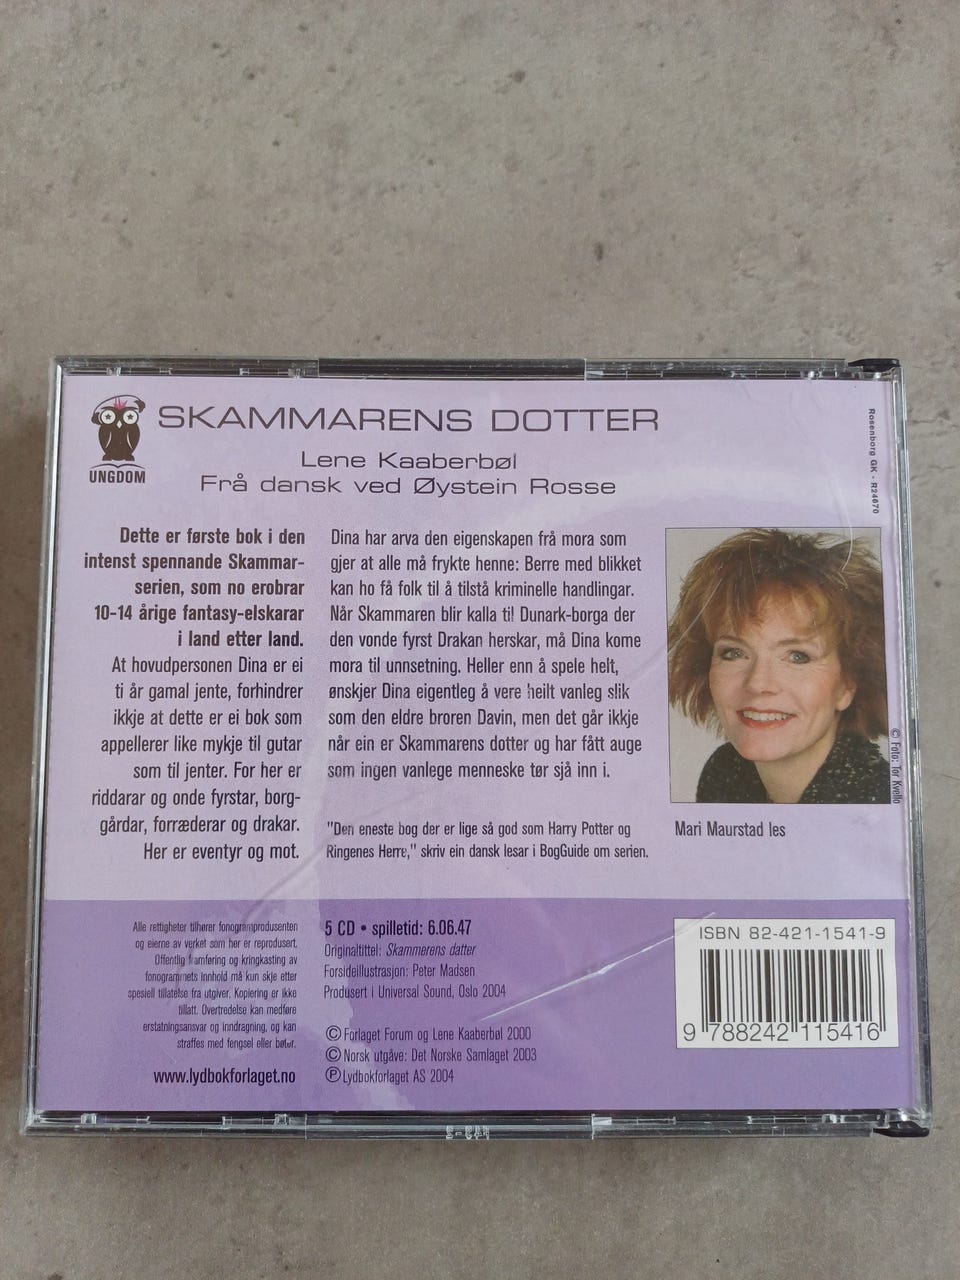 SKAMMARENS DOTTER
UNGDOM
Lene Kaaberbøl
Frå dansk ved Øystein Rosse
Rosenborg GK - R24670
Dette er første bok i den
intenst spennande Skammar-
serien, som no erobrar
10-14 årige fantasy-elskarar
i land etter land.
At hovudpersonen Dina er ei
ti år gamal jente, forhindrer
ikkje at dette er ei bok som
appellerer like mykje til gutar
som til jenter. For her er
riddarar og onde fyrstar, borg-
gårdar, forræderar og drakar.
Her er eventyr og mot.
Dina har arva den eigenskapen frå mora som
gjer at alle må frykte henne: Berre med blikket
kan ho få folk til å tilstå kriminelle handlingar.
Når Skammaren blir kalla til Dunark-borga der
den vonde fyrst Drakan herskar, må Dina kome
mora til unnsetning. Heller enn å spele helt,
ønskjer Dina eigentleg å vere heilt vanleg slik
som den eldre broren Davin, men det går ikkje
når ein er Skammarens dotter og har fått auge
som ingen vanlege menneske tør sjå inn i.
"Den eneste bog der er lige så god som Harry Potter og
Ringenes Herre," skriv ein dansk lesar i BogGuide om serien.
© Foto: Tor Kvello
Mari Maurstad les
Alle rettigheter tilhører fonogramprodusenten
og eierne av verket som her er reprodusert.
Offentlig framføring og kringkasting av
fonogrammets innhold må kun skje etter
spesiell tillatelse fra utgiver. Kopiering er ikke
tillatt. Overtredelse kan medføre
erstatningsansvar og inndragning, og kan
straffes med fengsel eller bøter.
www.lydbokforlaget.no
5 CD • spilletid: 6.06.47
Originaltittel: Skammerens datter
Forsideillustrasjon: Peter Madsen
Produsert i Universal Sound, Oslo 2004
© Forlaget Forum og Lene Kaaberbøl 2000
© Norsk utgåve: Det Norske Samlaget 2003
℗ Lydbokforlaget AS 2004
ISBN 82-421-1541-9
9 788242 115416